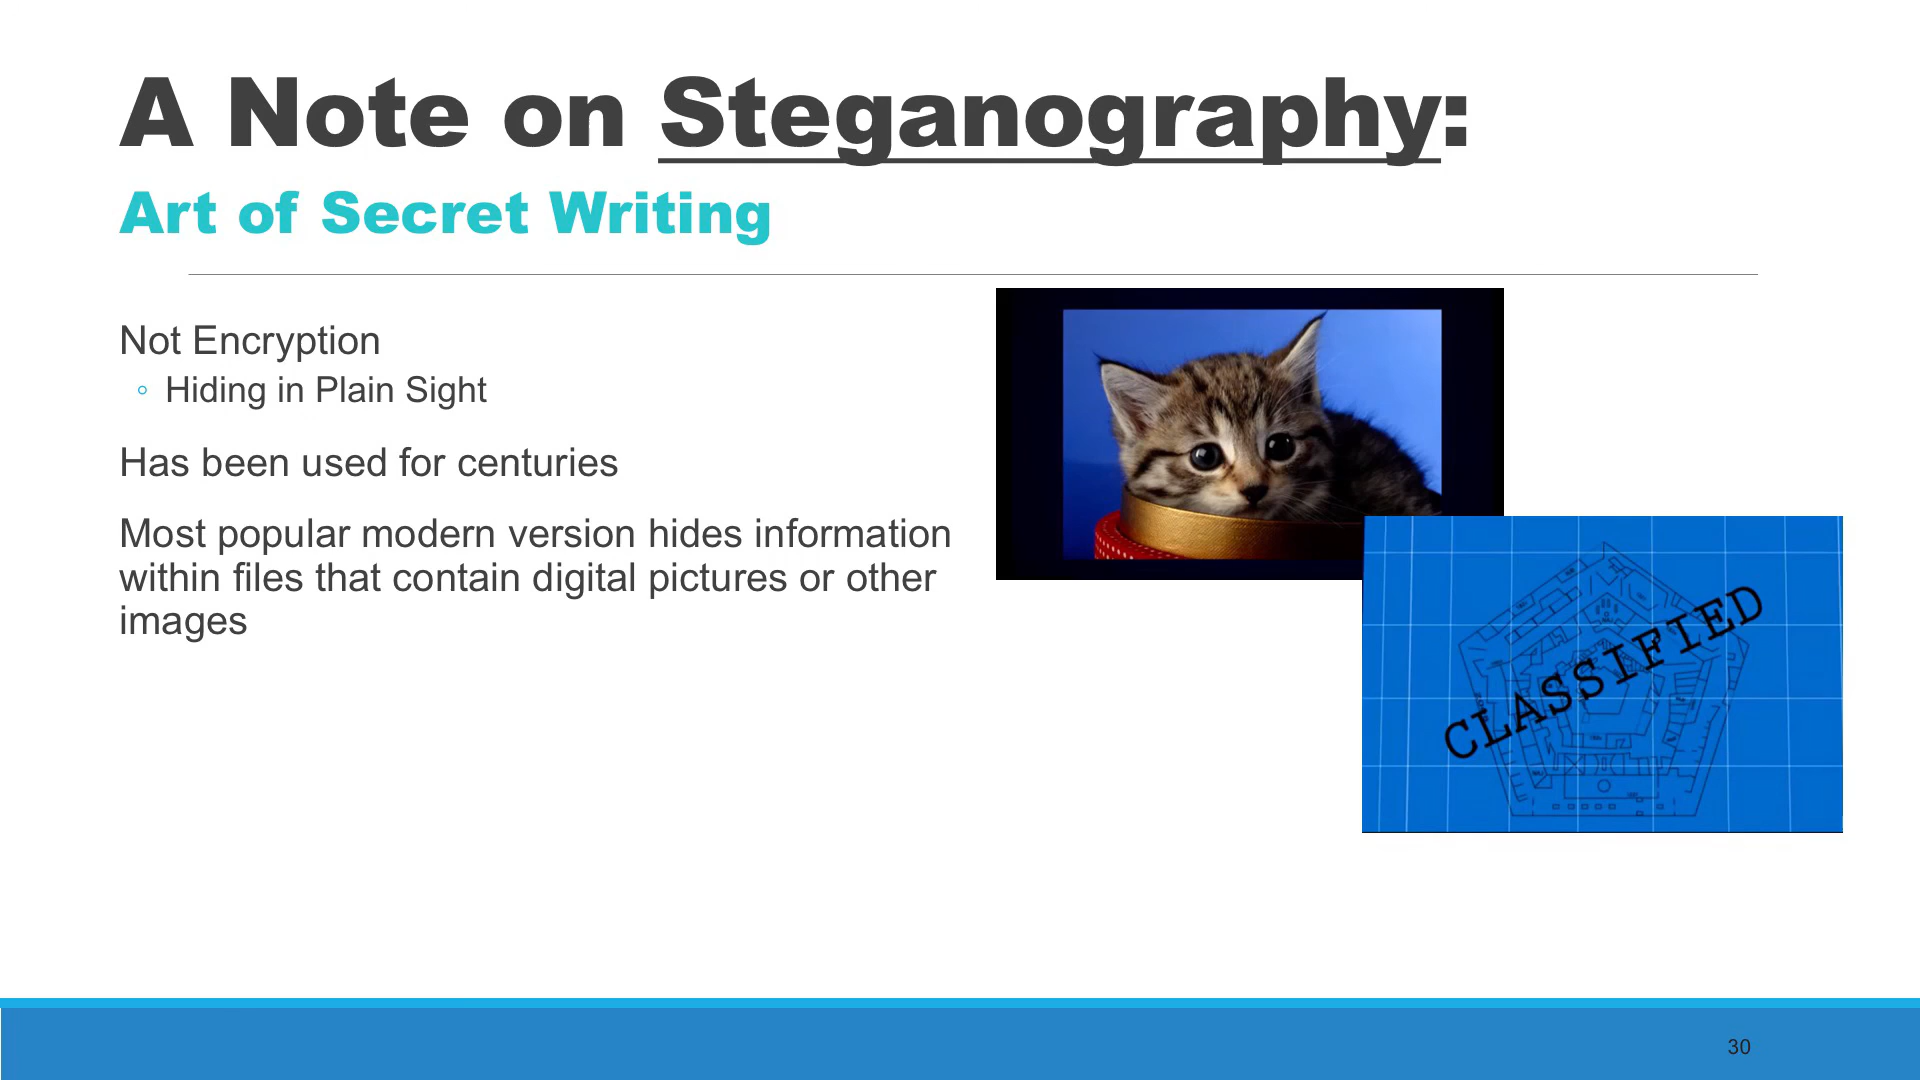 A Note on Steganography:
Art of Secret Writing
Not Encryption
◦ Hiding in Plain Sight
Has been used for centuries
Most popular modern version hides information
within files that contain digital pictures or other
images
CLASSIFIED
30